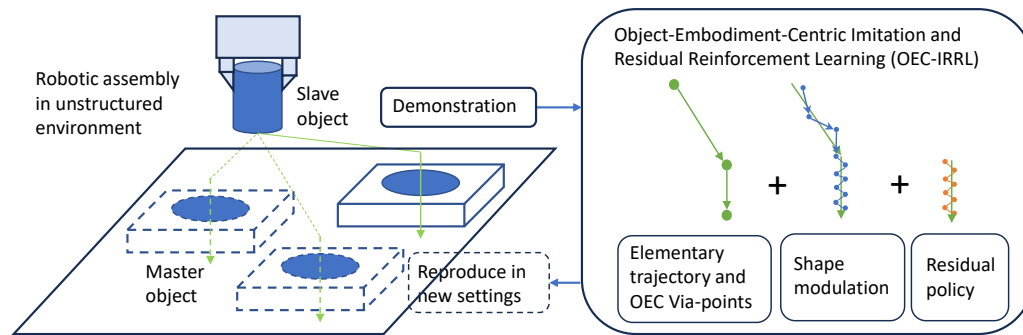 Robotic assembly
in unstructured
environment
Slave
object
Master
object
Demonstration
Reproduce in
new settings
Object-Embodiment-Centric Imitation and
Residual Reinforcement Learning (OEC-IRRL)
+
+
Elementary
trajectory and
OEC Via-points
Shape
modulation
Residual
policy